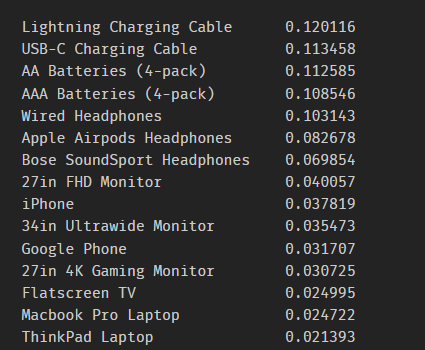 Lightning Charging Cable 0.120116
USB-C Charging Cable 0.113458
AA Batteries (4-pack) 0.112585
AAA Batteries (4-pack) 0.108546
Wired Headphones 0.103143
Apple Airpods Headphones 0.082678
Bose SoundSport Headphones 0.069854
27in FHD Monitor 0.040057
iPhone 0.037819
34in Ultrawide Monitor 0.035473
Google Phone 0.031707
27in 4K Gaming Monitor 0.030725
Flatscreen TV 0.024995
Macbook Pro Laptop 0.024722
ThinkPad Laptop 0.021393